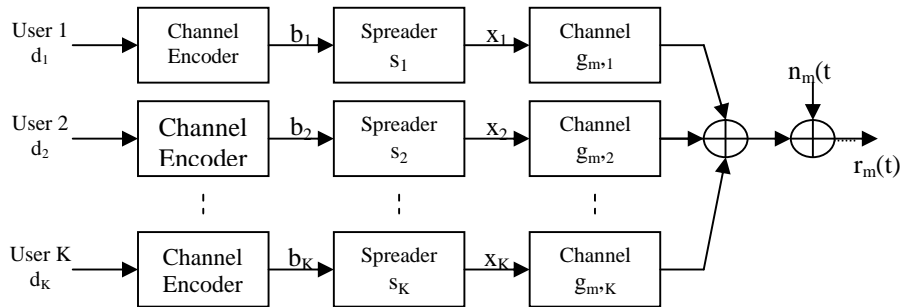 User 1
d1
Channel
Encoder
b1
Spreader
s1
x1
Channel
gm,1
nm(t
User 2
d2
Channel
Encoder
b2
Spreader
s2
x2
Channel
gm,2
rm(t)
User K
dK
Channel
Encoder
bK
Spreader
sK
xK
Channel
gm,K